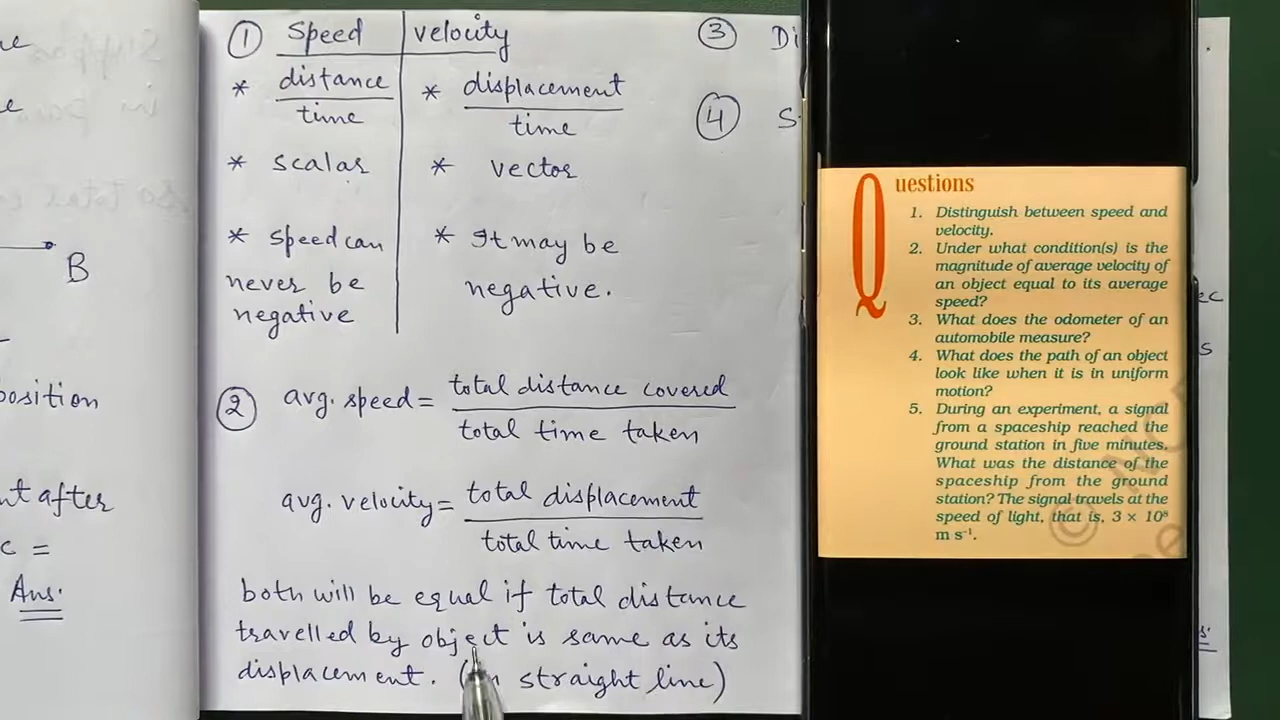 ① Speed | velocity
* distance/time * displacement/time
* scalar * vector
* speed can * It may be
never be negative.
negative
② avg. speed = total distance covered/total time taken
avg. velocity = total displacement/total time taken
both will be equal if total distance
travelled by object is same as its
displacement. (in straight line)
B
position
after
c =
Ans.
③ Di
④ S
Questions
1. Distinguish between speed and
velocity.
2. Under what condition(s) is the
magnitude of average velocity of
an object equal to its average
speed?
3. What does the odometer of an
automobile measure?
4. What does the path of an object
look like when it is in uniform
motion?
5. During an experiment, a signal
from a spaceship reached the
ground station in five minutes.
What was the distance of the
spaceship from the ground
station? The signal travels at the
speed of light, that is, 3 × 10⁸
m s⁻¹.